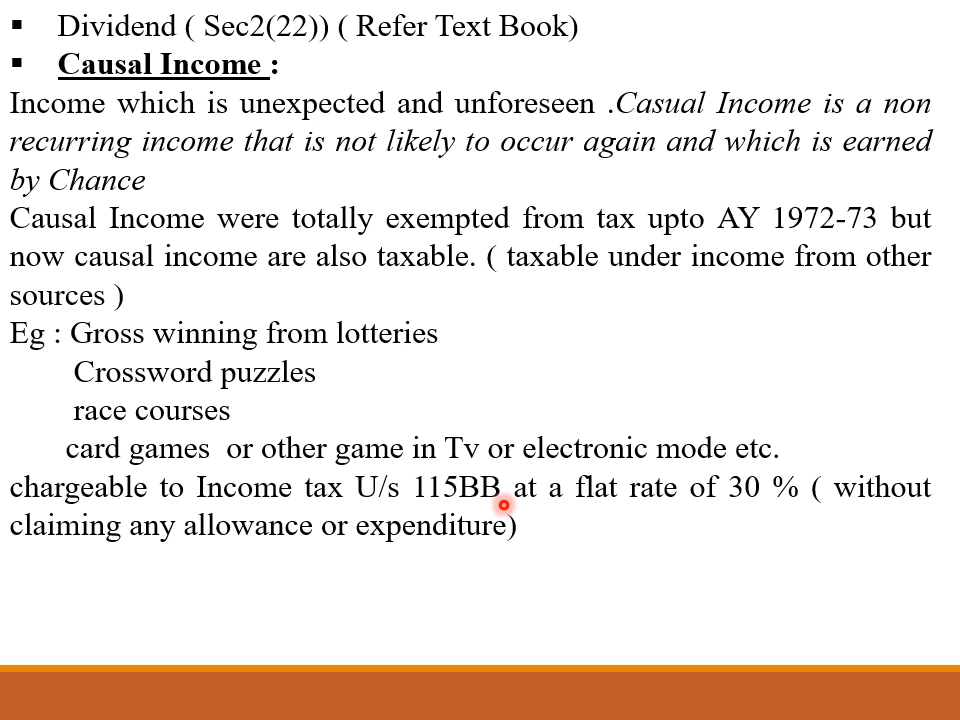 ▪ Dividend ( Sec2(22)) ( Refer Text Book)
▪ Causal Income :
Income which is unexpected and unforeseen .Casual Income is a non
recurring income that is not likely to occur again and which is earned
by Chance
Causal Income were totally exempted from tax upto AY 1972-73 but
now causal income are also taxable. ( taxable under income from other
sources )
Eg : Gross winning from lotteries
Crossword puzzles
race courses
card games  or other game in Tv or electronic mode etc.
chargeable to Income tax U/s 115BB at a flat rate of 30 % ( without
claiming any allowance or expenditure)